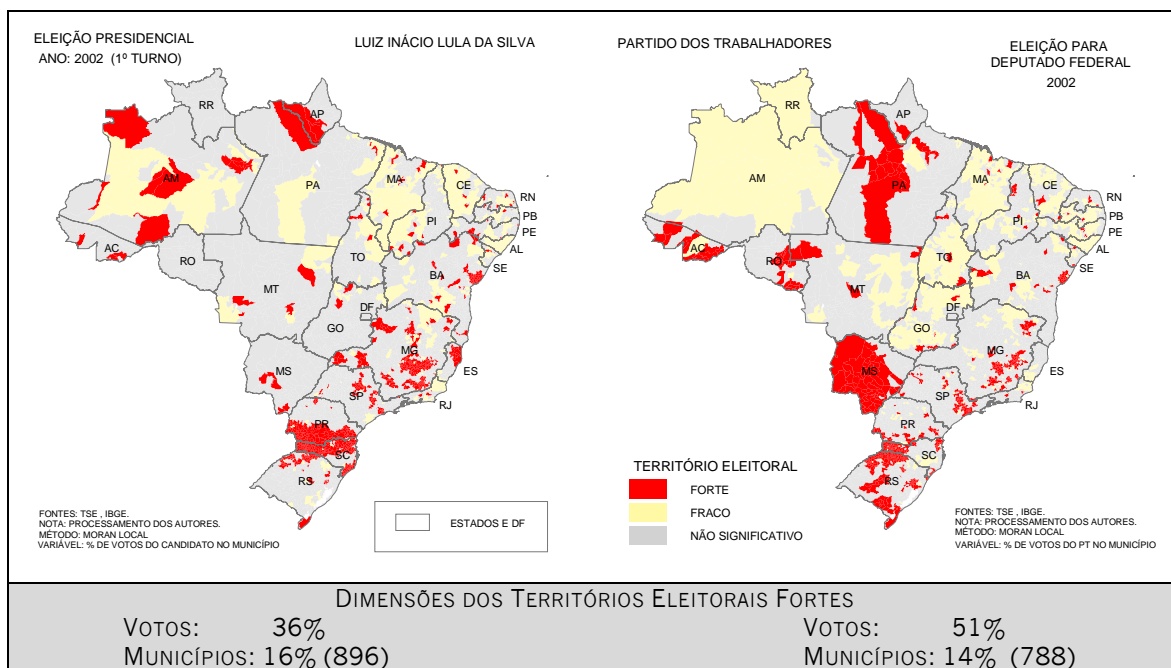 ELEIÇÃO PRESIDENCIAL
ANO: 2002 (1º TURNO)
LUIZ INÁCIO LULA DA SILVA
RR
AP
AM
PA
MA
CE
RN
PB
PE
AL
SE
PI
AC
RO
TO
BA
MT
DF
GO
MG
ES
MS
SP
RJ
PR
SC
RS
FONTES: TSE , IBGE.
NOTA: PROCESSAMENTO DOS AUTORES.
MÉTODO: MORAN LOCAL
VARIÁVEL: % DE VOTOS DO CANDIDATO NO MUNICÍPIO
ESTADOS E DF
PARTIDO DOS TRABALHADORES
ELEIÇÃO PARA
DEPUTADO FEDERAL
2002
RR
AP
AM
PA
MA
CE
RN
PB
PE
AL
SE
PI
AC
RO
TO
BA
MT
DF
GO
MG
ES
MS
SP
RJ
PR
SC
RS
TERRITÓRIO ELEITORAL
FORTE
FRACO
NÃO SIGNIFICATIVO
FONTES: TSE , IBGE.
NOTA: PROCESSAMENTO DOS AUTORES.
MÉTODO: MORAN LOCAL
VARIÁVEL: % DE VOTOS DO PT NO MUNICÍPIO
DIMENSÕES DOS TERRITÓRIOS ELEITORAIS FORTES
VOTOS: 36%
MUNICÍPIOS: 16% (896)
VOTOS: 51%
MUNICÍPIOS: 14% (788)